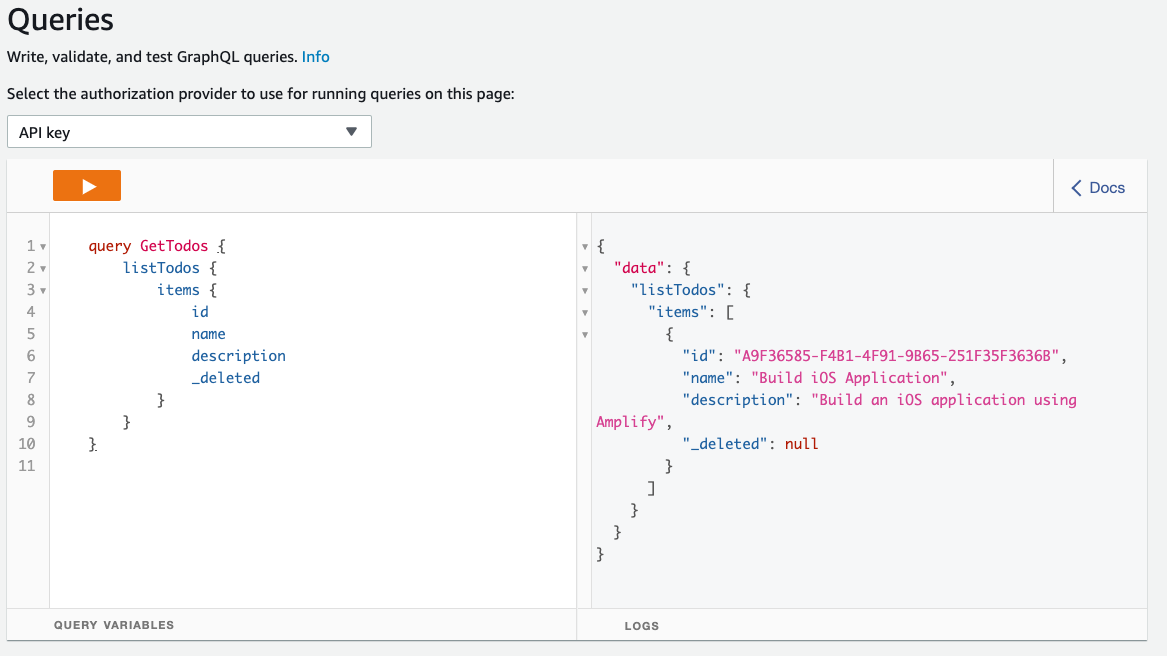 Queries
Write, validate, and test GraphQL queries. Info
Select the authorization provider to use for running queries on this page:
API key
Docs
1 query GetTodos {
2 listTodos {
3 items {
4 id
5 name
6 description
7 _deleted
8 }
9 }
10 }
11
{
"data": {
"listTodos": {
"items": [
{
"id": "A9F36585-F4B1-4F91-9B65-251F35F3636B",
"name": "Build iOS Application",
"description": "Build an iOS application using
Amplify",
"_deleted": null
}
]
}
}
}
QUERY VARIABLES
LOGS